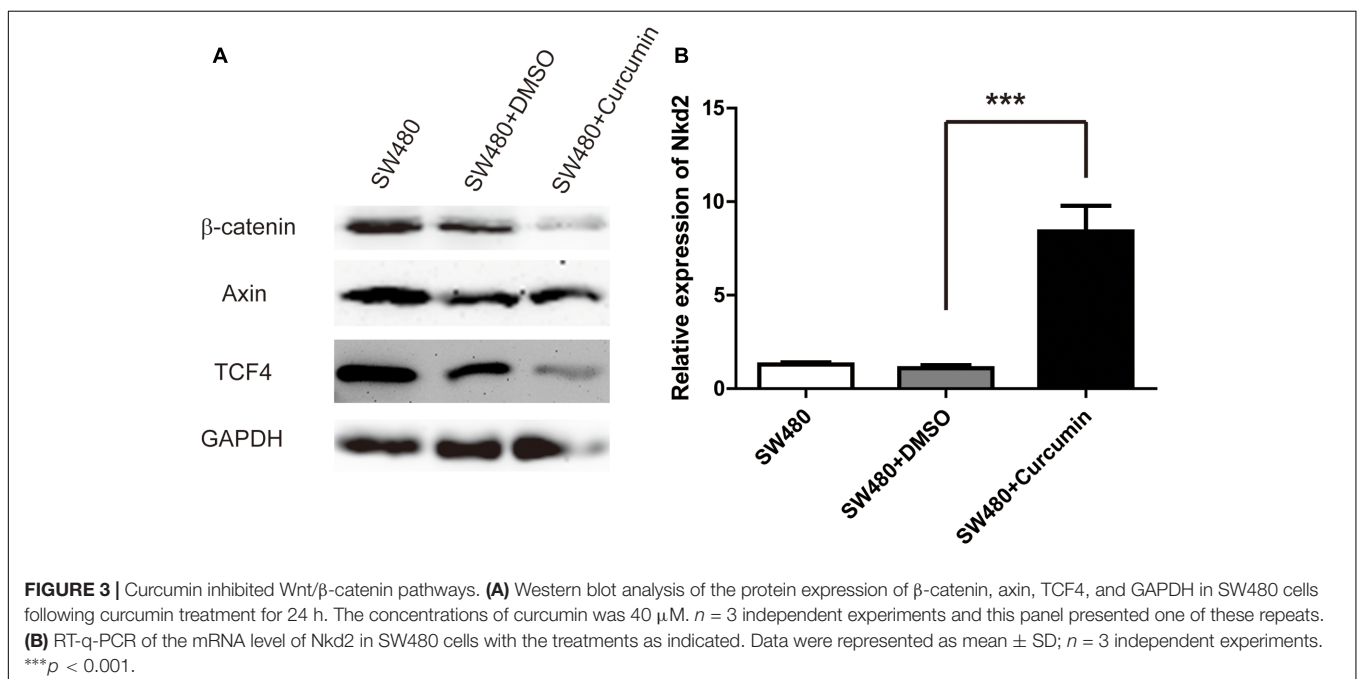 A
SW480
SW480+DMSO
SW480+Curcumin
β-catenin
Axin
TCF4
GAPDH
B
Relative expression of Nkd2
15
10
5
0
***
SW480
SW480+DMSO
SW480+Curcumin
FIGURE 3 | Curcumin inhibited Wnt/β-catenin pathways. (A) Western blot analysis of the protein expression of β-catenin, axin, TCF4, and GAPDH in SW480 cells
following curcumin treatment for 24 h. The concentrations of curcumin was 40 μM. n = 3 independent experiments and this panel presented one of these repeats.
(B) RT-q-PCR of the mRNA level of Nkd2 in SW480 cells with the treatments as indicated. Data were represented as mean ± SD; n = 3 independent experiments.
***p < 0.001.